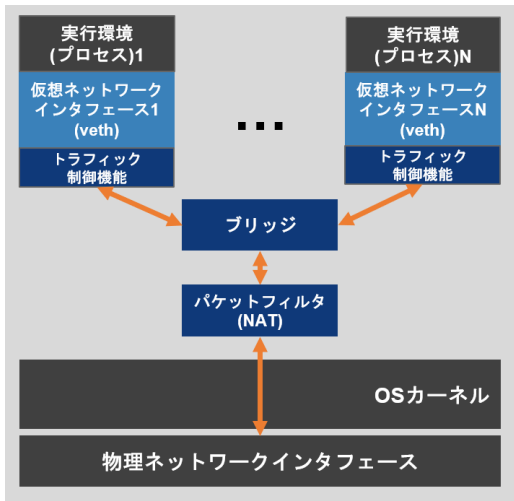 実行環境
(プロセス)1
仮想ネットワーク
インタフェース1
(veth)
トラフィック
制御機能
...
実行環境
(プロセス)N
仮想ネットワーク
インタフェースN
(veth)
トラフィック
制御機能
ブリッジ
パケットフィルタ
(NAT)
OSカーネル
物理ネットワークインタフェース